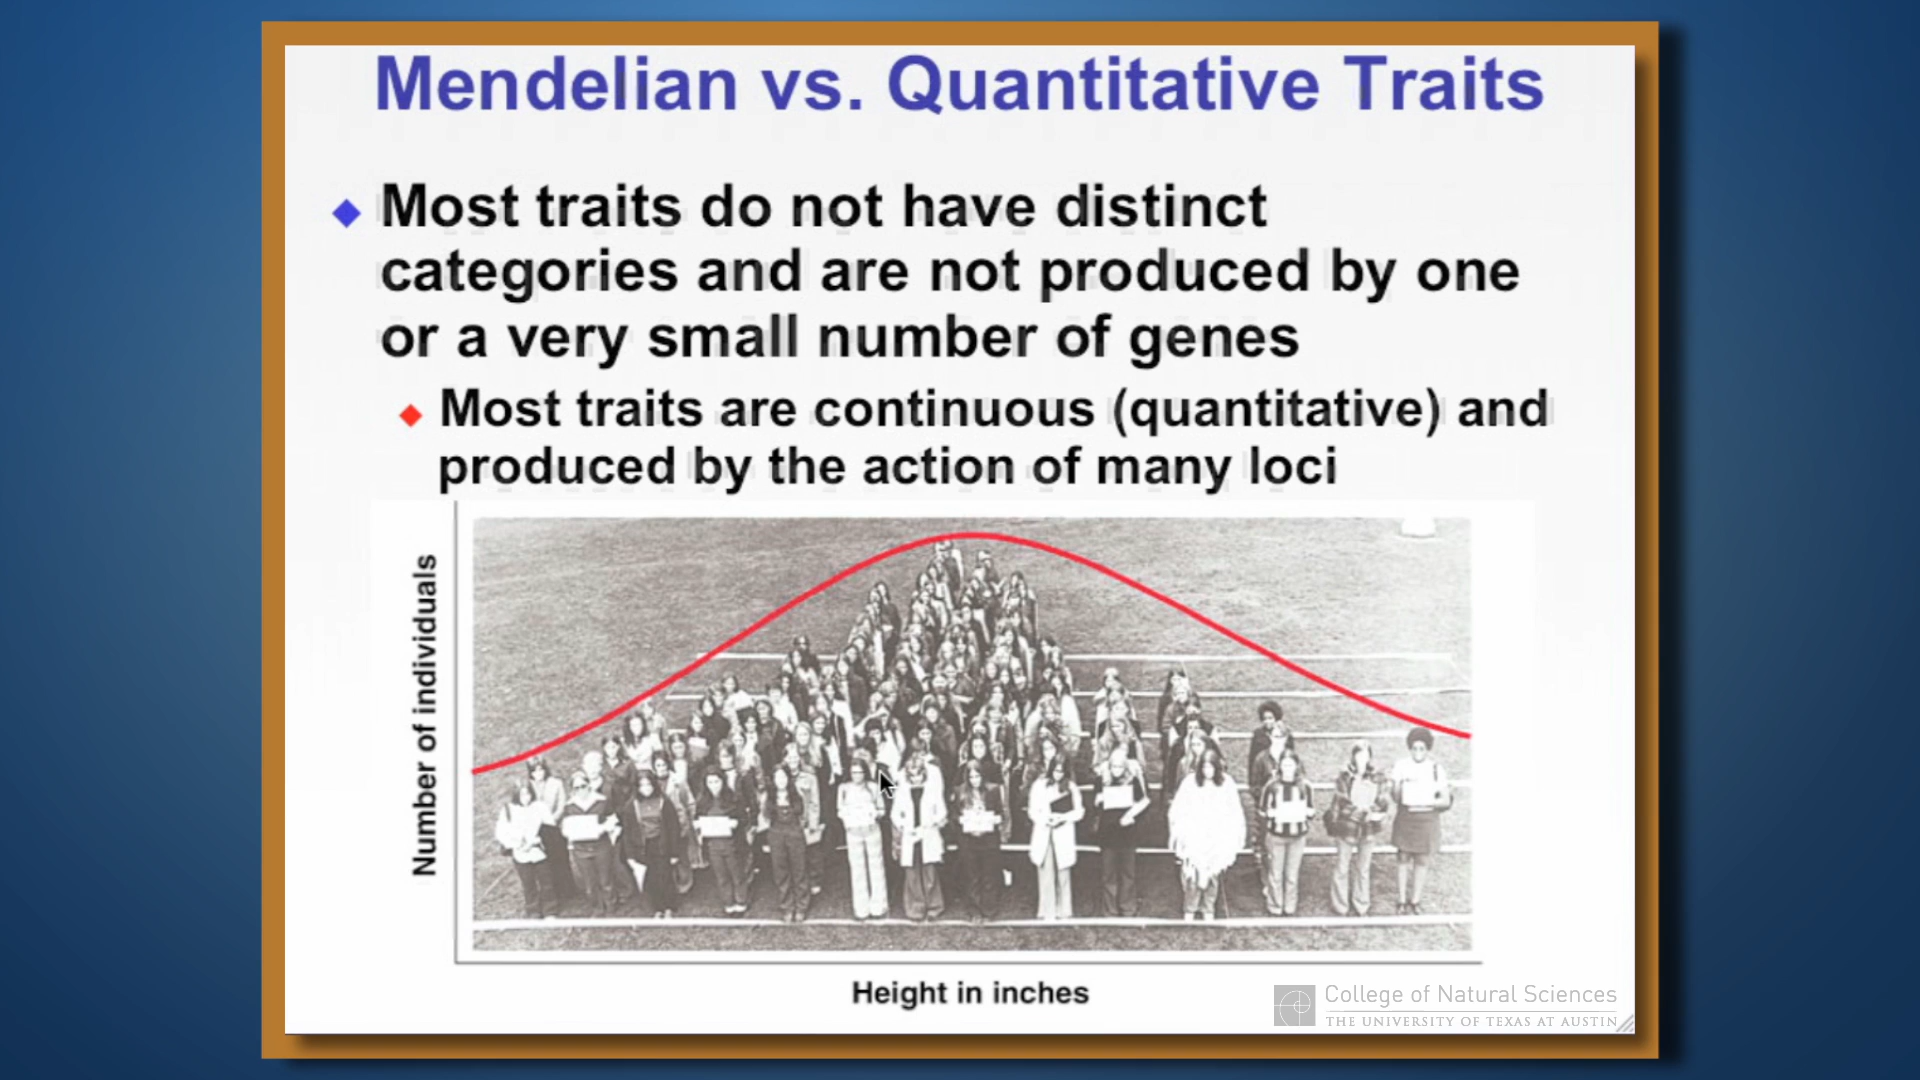 Mendelian vs. Quantitative Traits
Most traits do not have distinct
categories and are not produced by one
or a very small number of genes
Most traits are continuous (quantitative) and
produced by the action of many loci
Number of individuals
Height in inches
College of Natural Sciences
THE UNIVERSITY OF TEXAS AT AUSTIN